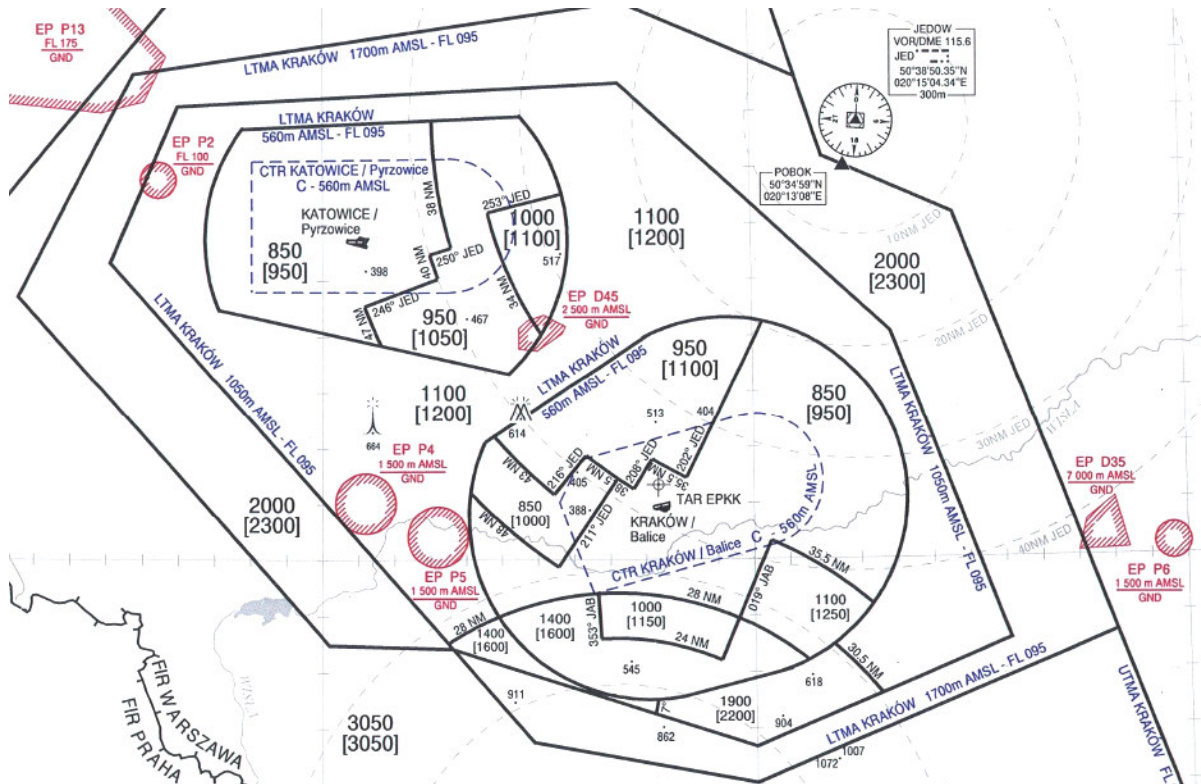 EP P13
FL 175
GND
LTMA KRAKÓW 1700m AMSL - FL 095
JEDOW
VOR/DME 115.6
JED
50°38'50.35"N
020°15'04.34"E
300m
0
9
18
27
POBOK
50°34'59"N
020°13'08"E
LTMA KRAKÓW
560m AMSL - FL 095
EP P2
FL 100
GND
CTR KATOWICE / Pyrzowice
C - 560m AMSL
KATOWICE /
Pyrzowice
38 NM
253° JED
1000
[1100]
517
1100
[1200]
10NM JED
2000
[2300]
850
[950]
398
40 NM
250° JED
34 NM
246° JED
47 NM
950
[1050]
467
EP D45
2 500 m AMSL
GND
20NM JED
LTMA KRAKÓW 1050m AMSL - FL 095
LTMA KRAKÓW
560m AMSL - FL 095
950
[1100]
850
[950]
LTMA KRAKÓW 1050m AMSL - FL 095
1100
[1200]
664
614
513
404
30NM JED
WISŁA
EP P4
1 500 m AMSL
GND
43 NM
216° JED
405
38.5 NM
208° JED
35.5 NM
202° JED
TAR EPKK
KRAKÓW /
Balice
EP D35
7 000 m AMSL
GND
2000
[2300]
850
[1000]
388
48 NM
211° JED
40NM JED
EP P5
1 500 m AMSL
GND
CTR KRAKÓW / Balice C - 560m AMSL
EP P6
1 500 m AMSL
GND
28 NM
1400
[1600]
1400
[1600]
353° JAB
1000
[1150]
28 NM
24 NM
019° JAB
35.5 NM
1100
[1250]
30.5 NM
545
618
911
1900
[2200]
904
862
LTMA KRAKÓW 1700m AMSL - FL 095
1007
1072
UTMA KRAKÓW FL
3050
[3050]
WISŁA
FIR WARSZAWA
FIR PRAHA